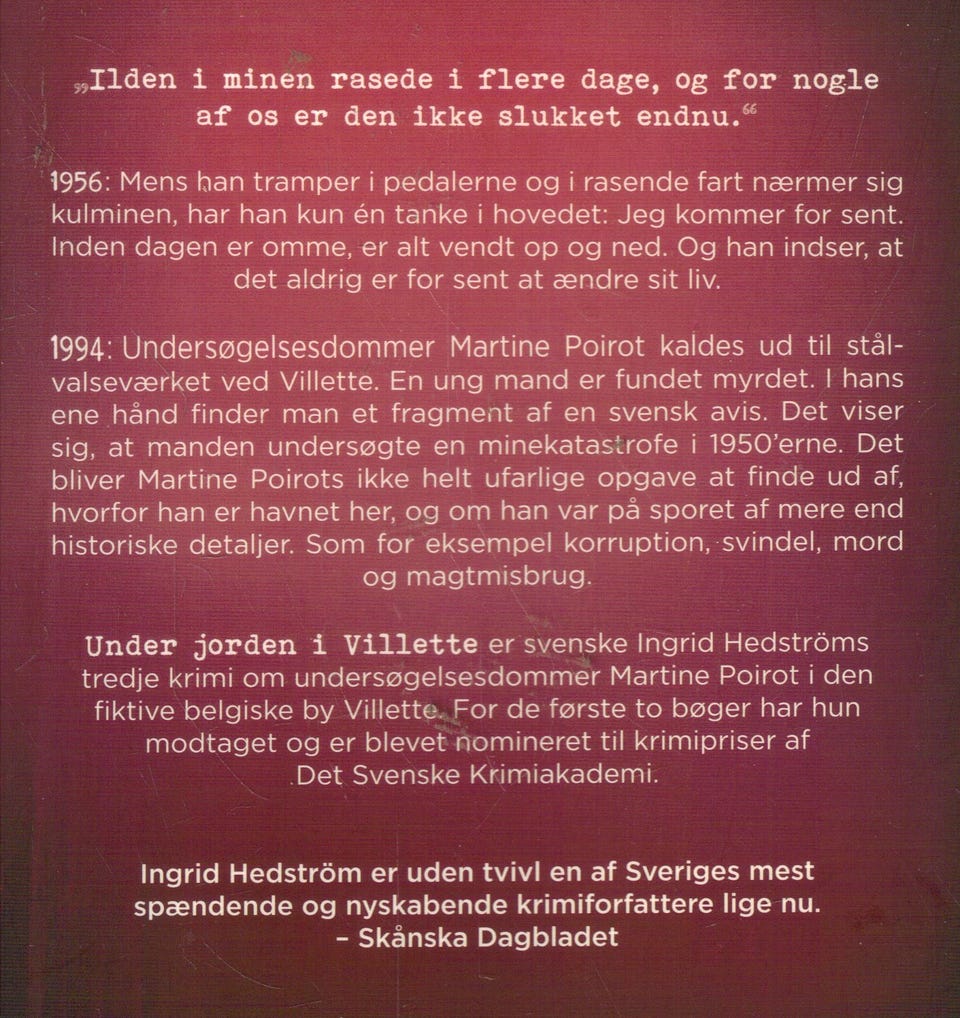 „Ilden i minen rasede i flere dage, og for nogle
af os er den ikke slukket endnu.“
1956: Mens han tramper i pedalerne og i rasende fart nærmer sig
kulminen, har han kun én tanke i hovedet: Jeg kommer for sent.
Inden dagen er omme, er alt vendt op og ned. Og han indser, at
det aldrig er for sent at ændre sit liv.
1994: Undersøgelsesdommer Martine Poirot kaldes ud til stål-
valseværket ved Villette. En ung mand er fundet myrdet. I hans
ene hånd finder man et fragment af en svensk avis. Det viser
sig, at manden undersøgte en minekatastrofe i 1950'erne. Det
bliver Martine Poirots ikke helt ufarlige opgave at finde ud af,
hvorfor han er havnet her, og om han var på sporet af mere end
historiske detaljer. Som for eksempel korruption, svindel, mord
og magtmisbrug.
Under jorden i Villette er svenske Ingrid Hedströms
tredje krimi om undersøgelsesdommer Martine Poirot i den
fiktive belgiske by Villette. For de første to bøger har hun
modtaget og er blevet nomineret til krimipriser af
Det Svenske Krimiakademi.
Ingrid Hedström er uden tvivl en af Sveriges mest
spændende og nyskabende krimiforfattere lige nu.
– Skånska Dagbladet